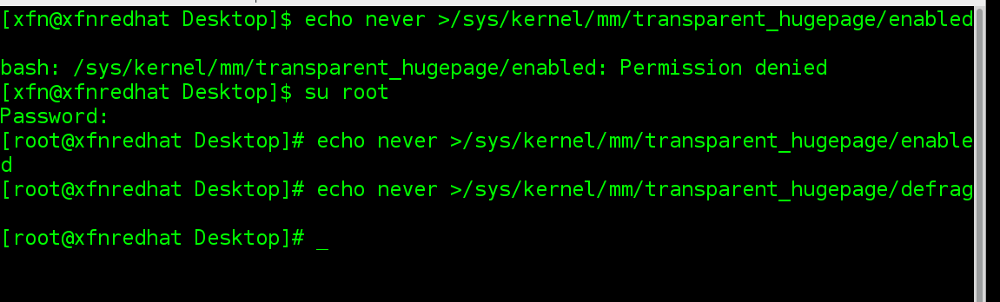 [xfn@xfnredhat Desktop]$ echo never >/sys/kernel/mm/transparent_hugepage/enabled
bash: /sys/kernel/mm/transparent_hugepage/enabled: Permission denied
[xfn@xfnredhat Desktop]$ su root
Password:
[root@xfnredhat Desktop]# echo never >/sys/kernel/mm/transparent_hugepage/enable
d
[root@xfnredhat Desktop]# echo never >/sys/kernel/mm/transparent_hugepage/defrag
[root@xfnredhat Desktop]# _